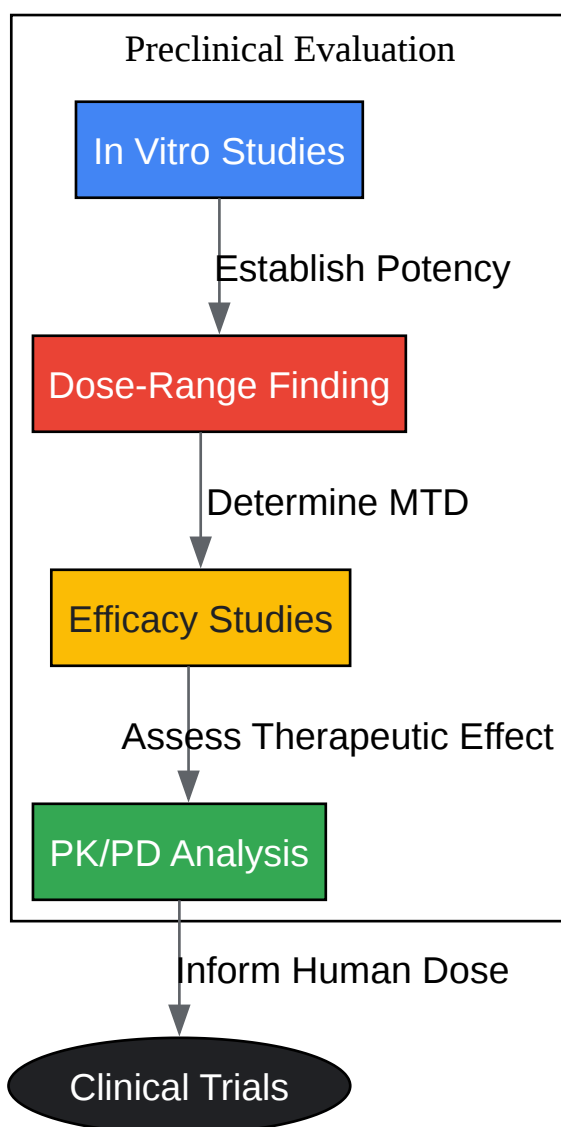 Preclinical Evaluation
In Vitro Studies
Establish Potency
Dose-Range Finding
Determine MTD
Efficacy Studies
Assess Therapeutic Effect
PK/PD Analysis
Inform Human Dose
Clinical Trials